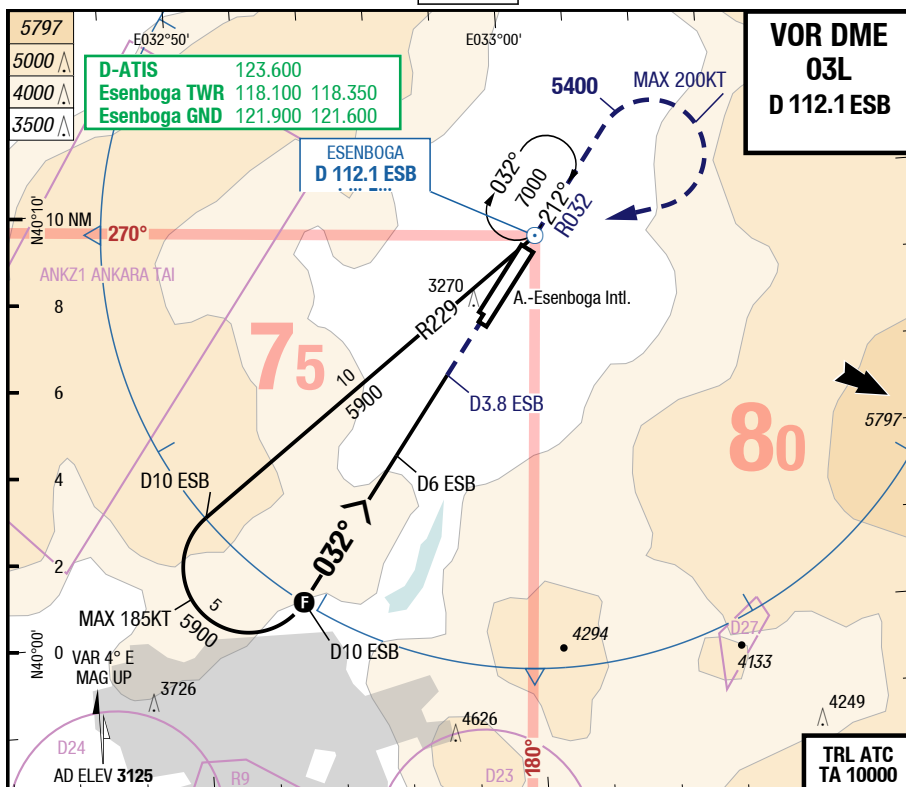 5797
5000
4000
3500
E032°50'
E033°00'
D-ATIS 123.600
Esenboga TWR 118.100 118.350
Esenboga GND 121.900 121.600
VOR DME
03L
D 112.1 ESB
5400
MAX 200KT
ESENBOGA
D 112.1 ESB
032°
7000
212°
R032
N40°10'
10 NM
270°
ANKZ1 ANKARA TAI
3270
A.-Esenboga Intl.
8
R229
75
10
5900
6
D3.8 ESB
5797
80
4
D10 ESB
D6 ESB
032°
2
MAX 185KT
5
5900
F
D10 ESB
D27
4294
4133
N40°00'
0
VAR 4° E
MAG UP
3726
4626
4249
D24
AD ELEV 3125
R9
D23
180°
TRL ATC
TA 10000